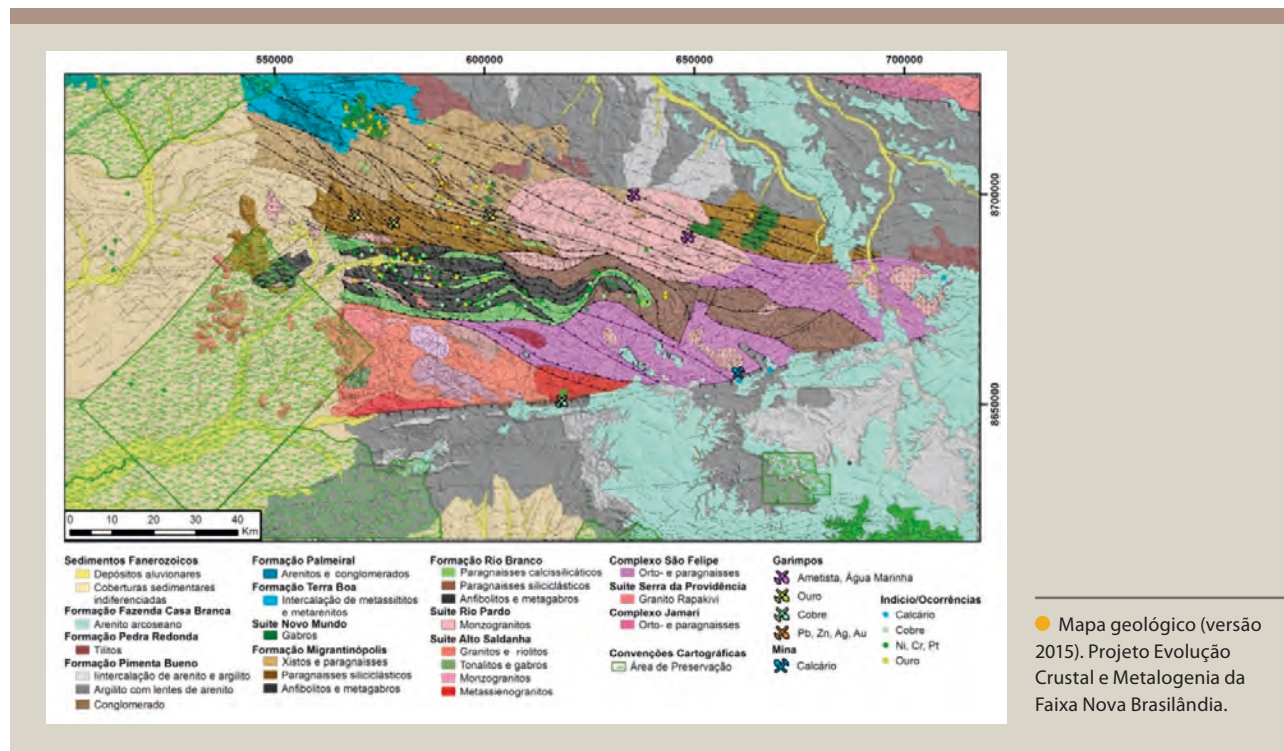 550000 600000 650000 700000
8700000
8650000
0 10 20 30 40
Km
Sedimentos Fanerozoicos
Depósitos aluvionares
Coberturas sedimentares
indiferenciadas
Formação Fazenda Casa Branca
Arenito arcoseano
Formação Pedra Redonda
Tilitos
Formação Pimenta Bueno
Iintercalação de arenito e argilito
Argilito com lentes de arenito
Conglomerado
Formação Palmeiral
Arenitos e conglomerados
Formação Terra Boa
Intercalação de metassiltitos
e metarenitos
Suíte Novo Mundo
Gabros
Formação Migrantinópolis
Xistos e paragnaisses
Paragnaisses siliciclásticos
Anfibolitos e metagabros
Formação Rio Branco
Paragnaisses calcissilicáticos
Paragnaisses siliciclásticos
Anfibolitos e metagabros
Suíte Rio Pardo
Monzogranitos
Suíte Alto Saldanha
Granitos e riolitos
Tonalitos e gabros
Monzogranitos
Metassienogranitos
Complexo São Felipe
Orto- e paragnaisses
Suíte Serra da Providência
Granito Rapakivi
Complexo Jamari
Orto- e paragnaisses
Convenções Cartográficas
Área de Preservação
Garimpos
Ametista, Água Marinha
Ouro
Cobre
Pb, Zn, Ag, Au
Mina
Calcário
Indício/Ocorrências
Calcário
Cobre
Ni, Cr, Pt
Ouro
Mapa geológico (versão
2015). Projeto Evolução
Crustal e Metalogenia da
Faixa Nova Brasilândia.